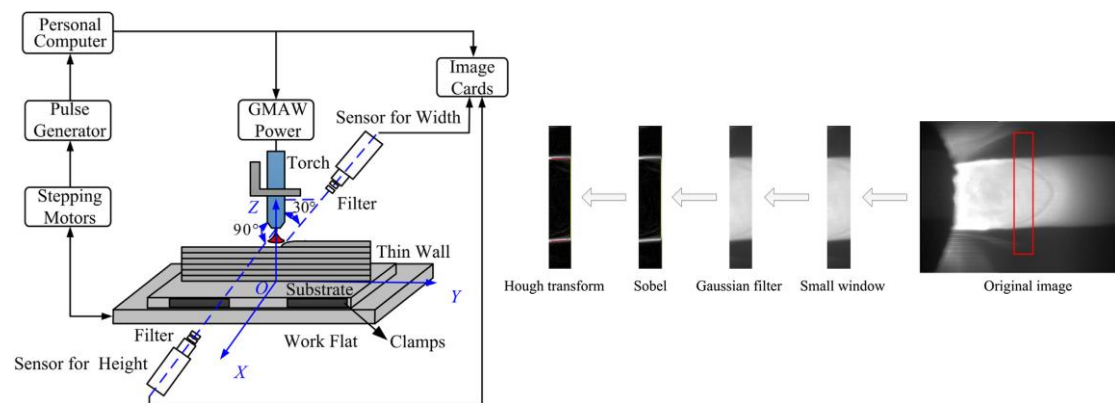 Personal
Computer
Image
Cards
Pulse
Generator
GMAW
Power
Sensor for Width
Torch
Filter
Stepping
Motors
Z
30°
90°
Thin Wall
O
Substrate
Y
Filter
Work Flat
Clamps
Sensor for Height
X
Hough transform
Sobel
Gaussian filter
Small window
Original image